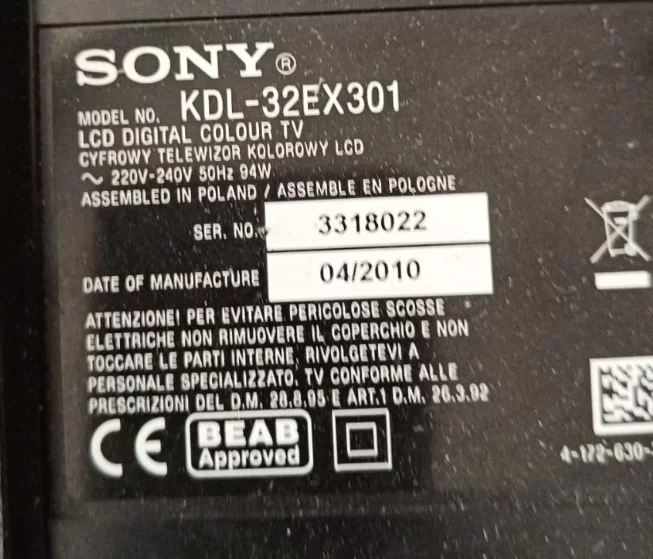 SONY®
MODEL NO. KDL-32EX301
LCD DIGITAL COLOUR TV
CYFROWY TELEWIZOR KOLOROWY LCD
~ 220V-240V 50Hz 94W
ASSEMBLED IN POLAND / ASSEMBLE EN POLOGNE
SER. NO. 3318022
DATE OF MANUFACTURE 04/2010
ATTENZIONE! PER EVITARE PERICOLOSE SCOSSE
ELETTRICHE NON RIMUOVERE IL COPERCHIO E NON
TOCCARE LE PARTI INTERNE, RIVOLGETEVI A
PERSONALE SPECIALIZZATO. TV CONFORME ALLE
PRESCRIZIONI DEL D.M. 28.8.95 E ART.1 D.M. 26.3.92
CE BEAB
Approved
4-172-630-